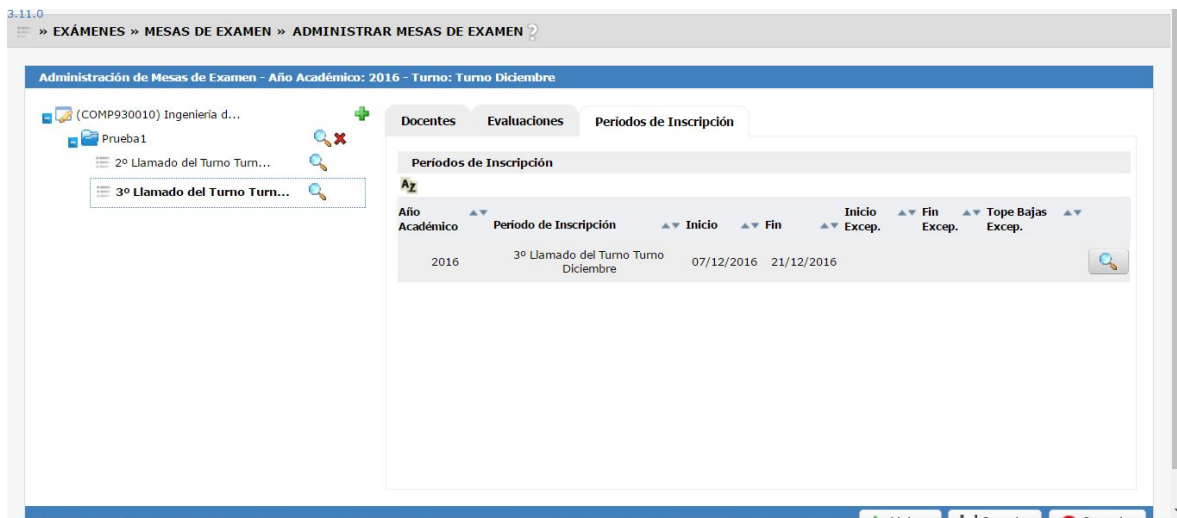 3.11.0
» EXÁMENES » MESAS DE EXAMEN » ADMINISTRAR MESAS DE EXAMEN
Administración de Mesas de Examen - Año Académico: 2016 - Turno: Turno Diciembre
(COMP930010) Ingeniería d...
Prueba1
2º Llamado del Turno Turn...
3º Llamado del Turno Turn...
Docentes Evaluaciones Períodos de Inscripción
Períodos de Inscripción
AZ
Año Académico Período de Inscripción Inicio Fin Inicio Excep. Fin Excep. Tope Bajas Excep.
2016 3º Llamado del Turno Turno Diciembre 07/12/2016 21/12/2016